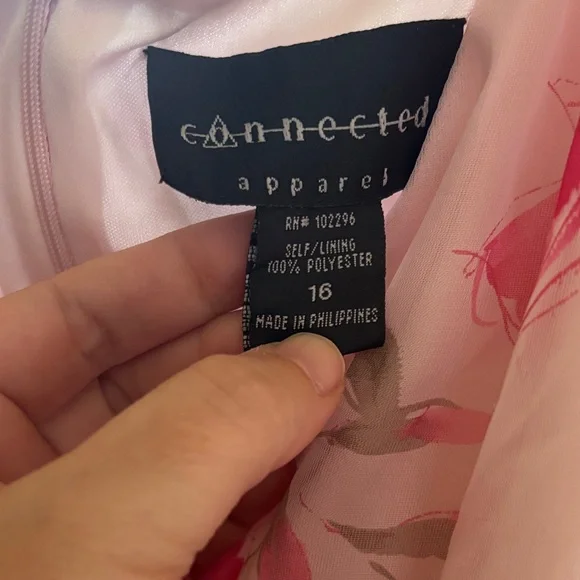 connected
apparel
RN# 102296
SELF/LINING
100% POLYESTER
16
MADE IN PHILIPPINES